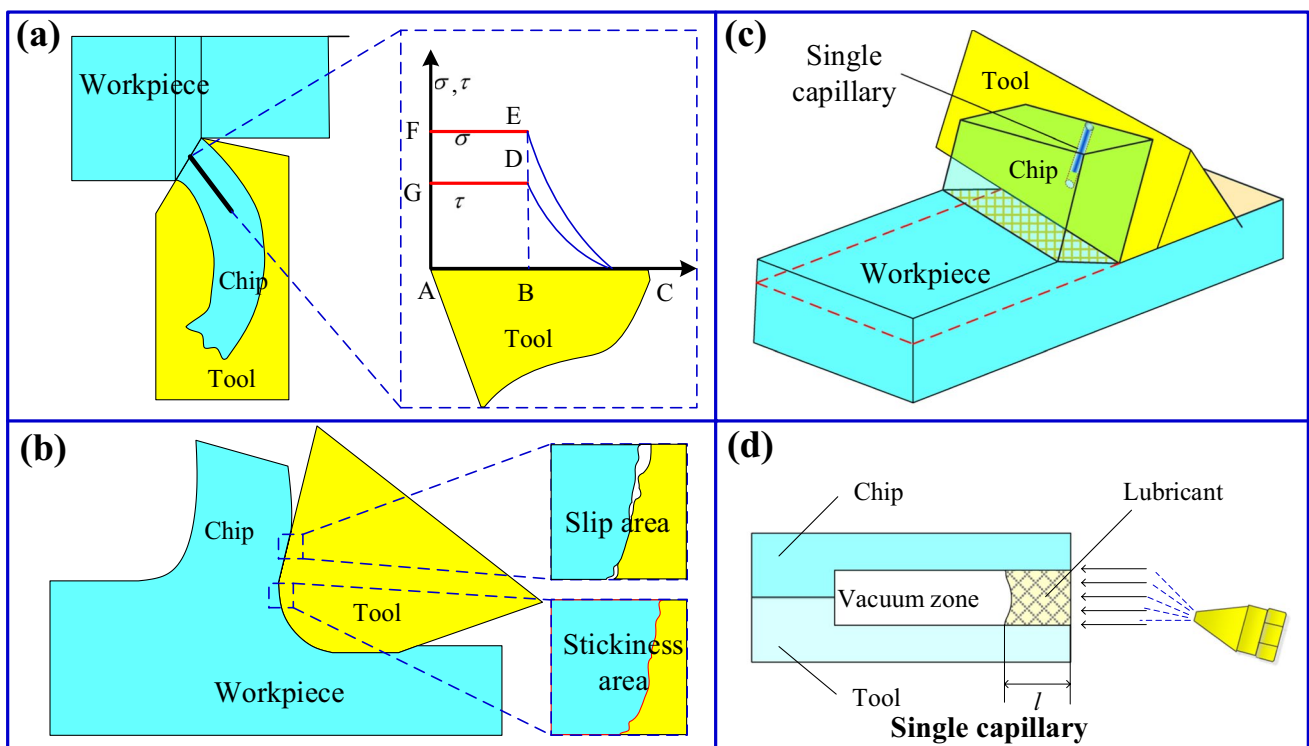 (a)
Workpiece
Chip
Tool
σ,τ
F
E
σ
D
G
τ
A
B
C
Tool
(b)
Chip
Tool
Workpiece
Slip area
Stickiness
area
(c)
Single
capillary
Tool
Chip
Workpiece
(d)
Chip
Lubricant
Vacuum zone
Tool
l
Single capillary